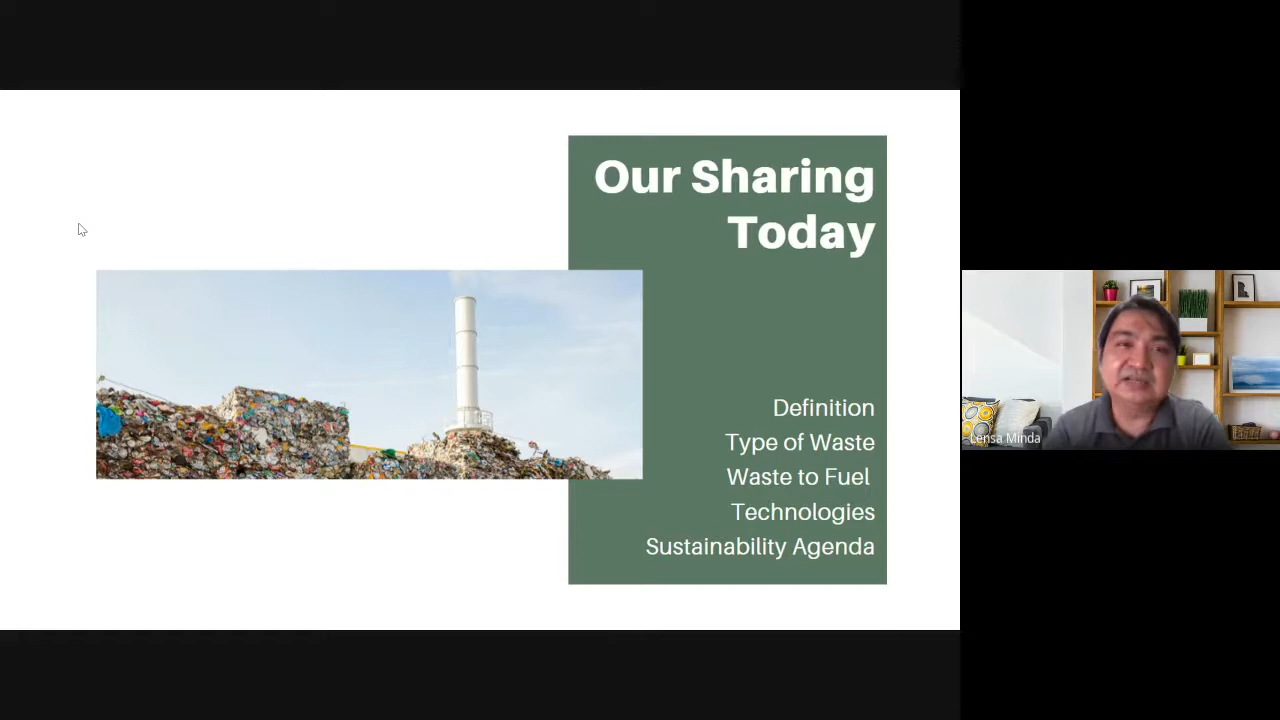 Our Sharing
Today
Definition
Type of Waste
Waste to Fuel
Technologies
Sustainability Agenda
Lensa Minda